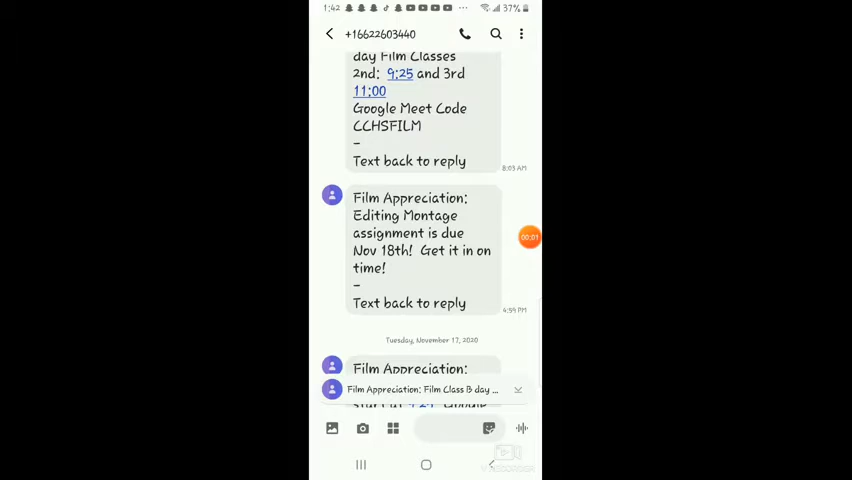 1:42
37%
+16622603440
day Film Classes
2nd: 9:25 and 3rd
11:00
Google Meet Code
CCHSFILM
-
Text back to reply
8:03 AM
Film Appreciation:
Editing Montage
assignment is due
Nov 18th! Get it in on
time!
-
Text back to reply
4:59 PM
Tuesday, November 17, 2020
Film Appreciation:
Film Appreciation: Film Class B day ...
00:01